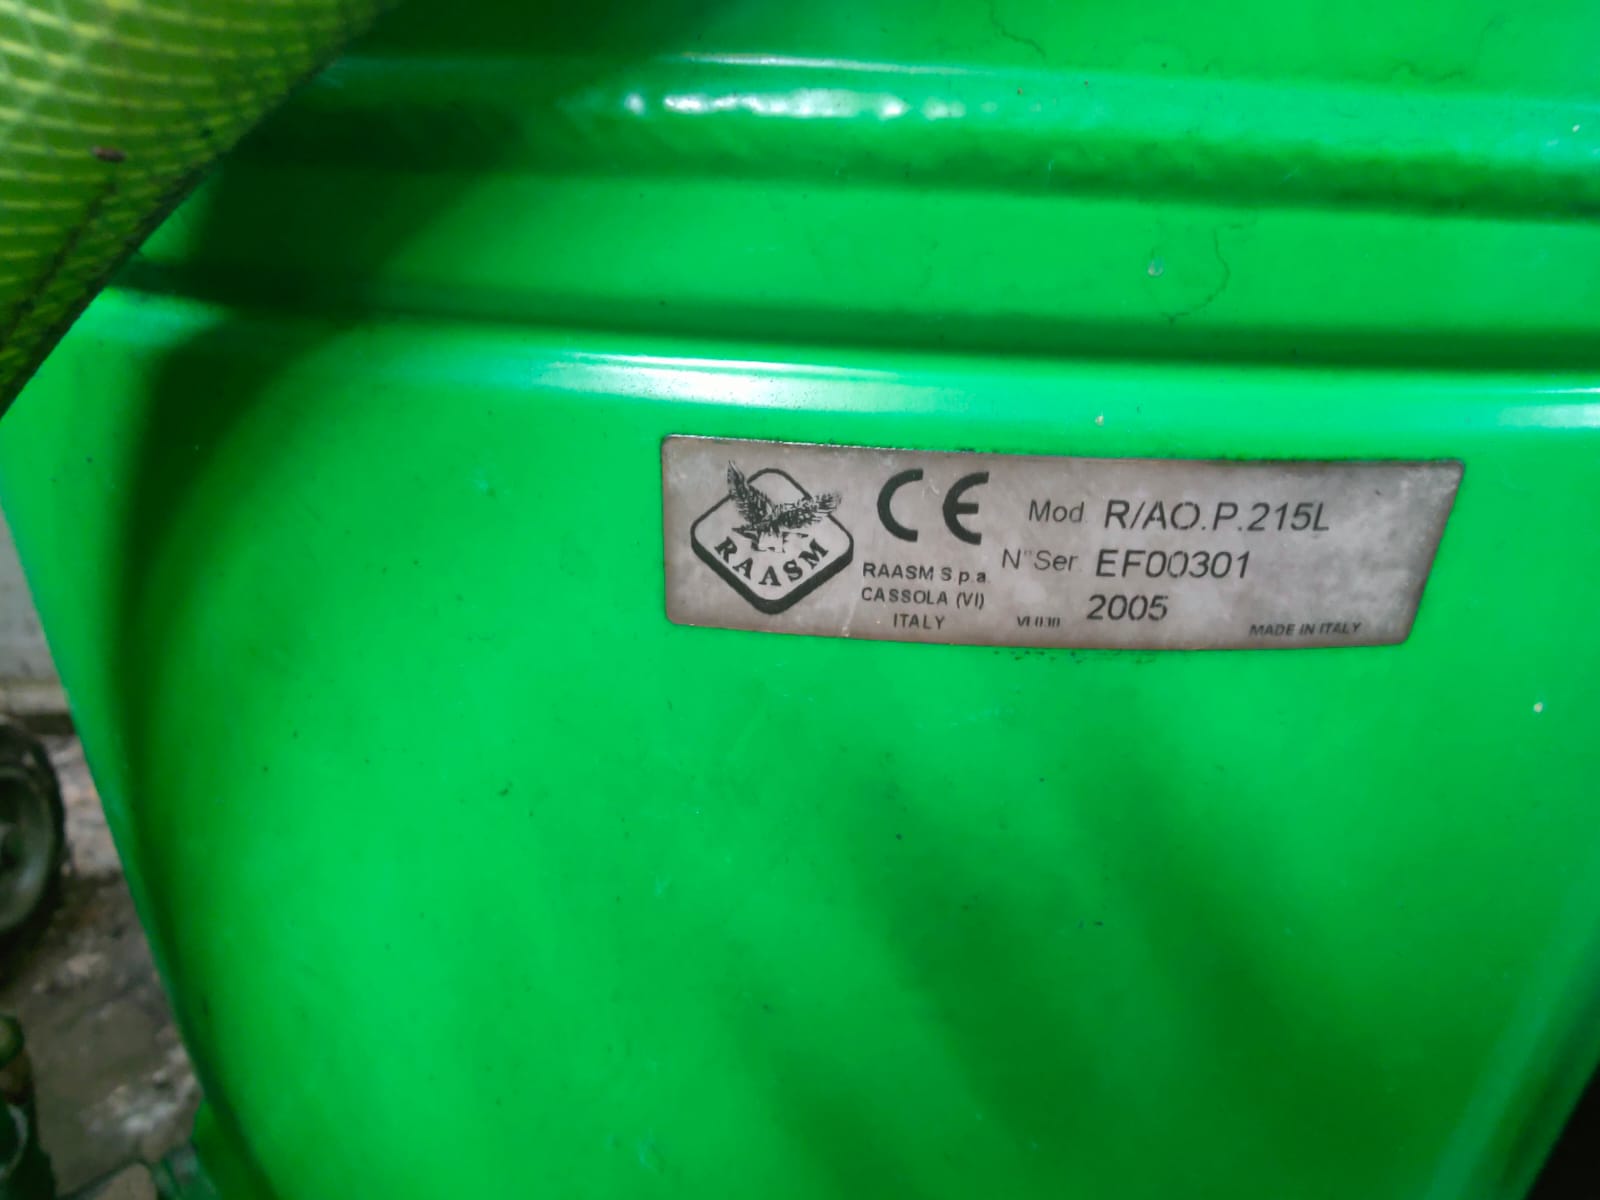 RAASM
CE
RAASM S.p.a.
CASSOLA (VI)
ITALY
Mod. R/AO.P.215L
N° Ser. EF00301
2005
MADE IN ITALY